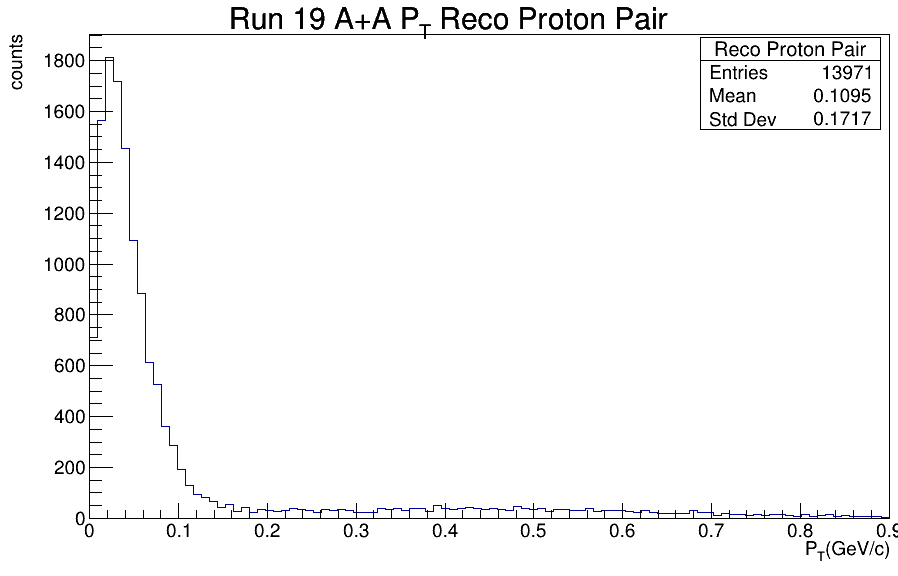 Run 19 A+A P_T Reco Proton Pair
counts
Reco Proton Pair
Entries 13971
Mean 0.1095
Std Dev 0.1717
1800
1600
1400
1200
1000
800
600
400
200
0
0 0.1 0.2 0.3 0.4 0.5 0.6 0.7 0.8 0.9
P_T(GeV/c)